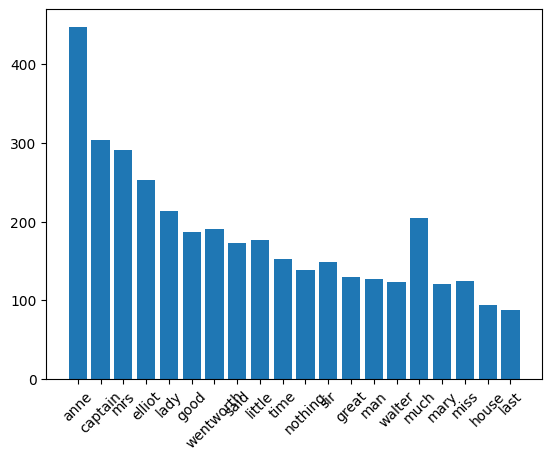 400
300
200
100
0
anne
captain
mrs
elliot
lady
good
wentworth
said
little
time
nothing
sir
great
man
walter
much
mary
miss
house
last